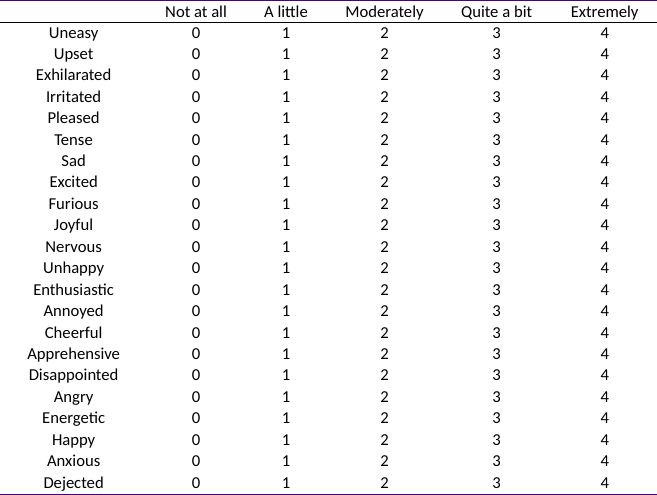 Not at all A little Moderately Quite a bit Extremely
Uneasy 0 1 2 3 4
Upset 0 1 2 3 4
Exhilarated 0 1 2 3 4
Irritated 0 1 2 3 4
Pleased 0 1 2 3 4
Tense 0 1 2 3 4
Sad 0 1 2 3 4
Excited 0 1 2 3 4
Furious 0 1 2 3 4
Joyful 0 1 2 3 4
Nervous 0 1 2 3 4
Unhappy 0 1 2 3 4
Enthusiastic 0 1 2 3 4
Annoyed 0 1 2 3 4
Cheerful 0 1 2 3 4
Apprehensive 0 1 2 3 4
Disappointed 0 1 2 3 4
Angry 0 1 2 3 4
Energetic 0 1 2 3 4
Happy 0 1 2 3 4
Anxious 0 1 2 3 4
Dejected 0 1 2 3 4